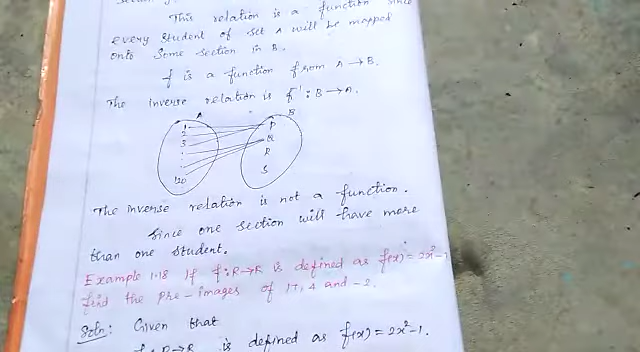 This relation is a function since
every student of set A will be mapped
onto some section in B.
f is a function from A → B.
The inverse relation is f⁻¹ : B → A.
A B
1 P
2 Q
3 R
. S
.
120
The inverse relation is not a function.
Since one section will have more
than one student.
Example 1.18 If f : R→R is defined as f(x) = 2x²-1
find the pre-images of 17, 4 and -2.
Soln: Given that
f : R→R is defined as f(x) = 2x²-1.